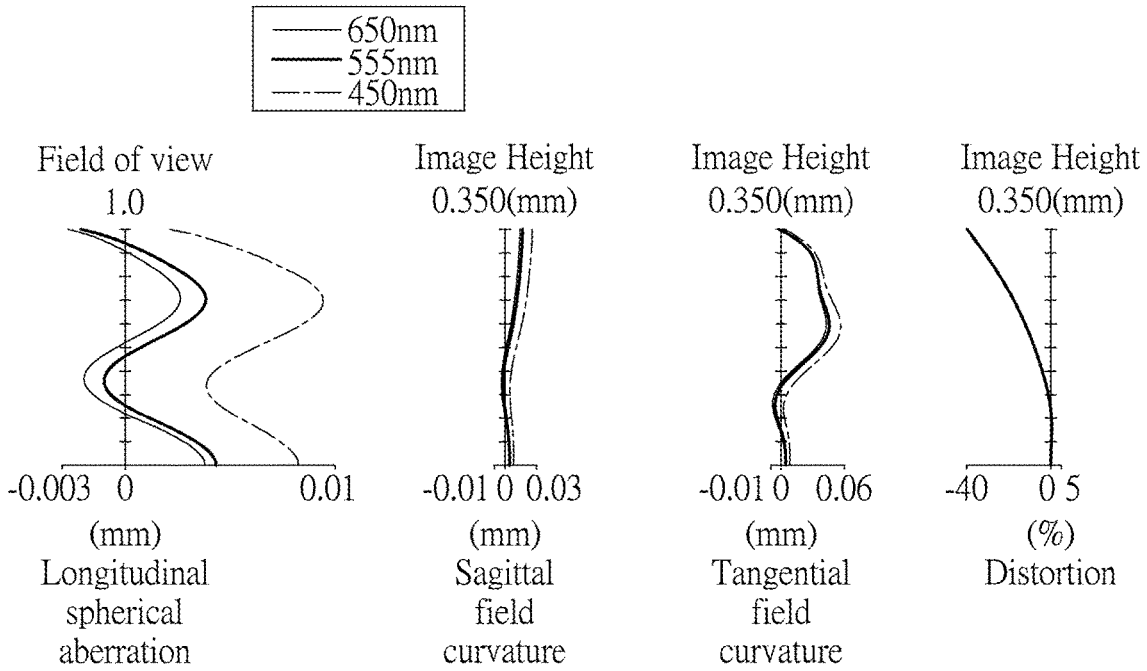 650nm
555nm
450nm
Field of view
1.0
-0.003 0 0.01
(mm)
Longitudinal
spherical
aberration
Image Height
0.350(mm)
-0.01 0 0.03
(mm)
Sagittal
field
curvature
Image Height
0.350(mm)
-0.01 0 0.06
(mm)
Tangential
field
curvature
Image Height
0.350(mm)
-40 0 5
(%)
Distortion